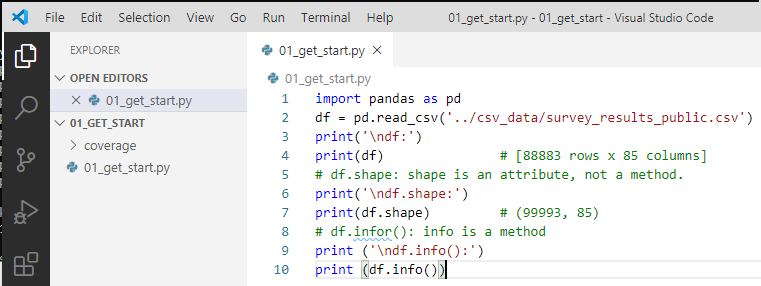 File Edit Selection View Go Run Terminal Help 01_get_start.py - 01_get_start - Visual Studio Code
EXPLORER
OPEN EDITORS
01_get_start.py
01_GET_START
coverage
01_get_start.py
01_get_start.py
01_get_start.py
1 import pandas as pd
2 df = pd.read_csv('../csv_data/survey_results_public.csv')
3 print('\ndf:')
4 print(df) # [88883 rows x 85 columns]
5 # df.shape: shape is an attribute, not a method.
6 print('\ndf.shape:')
7 print(df.shape) # (99993, 85)
8 # df.infor(): info is a method
9 print ('\ndf.info():')
10 print (df.info())